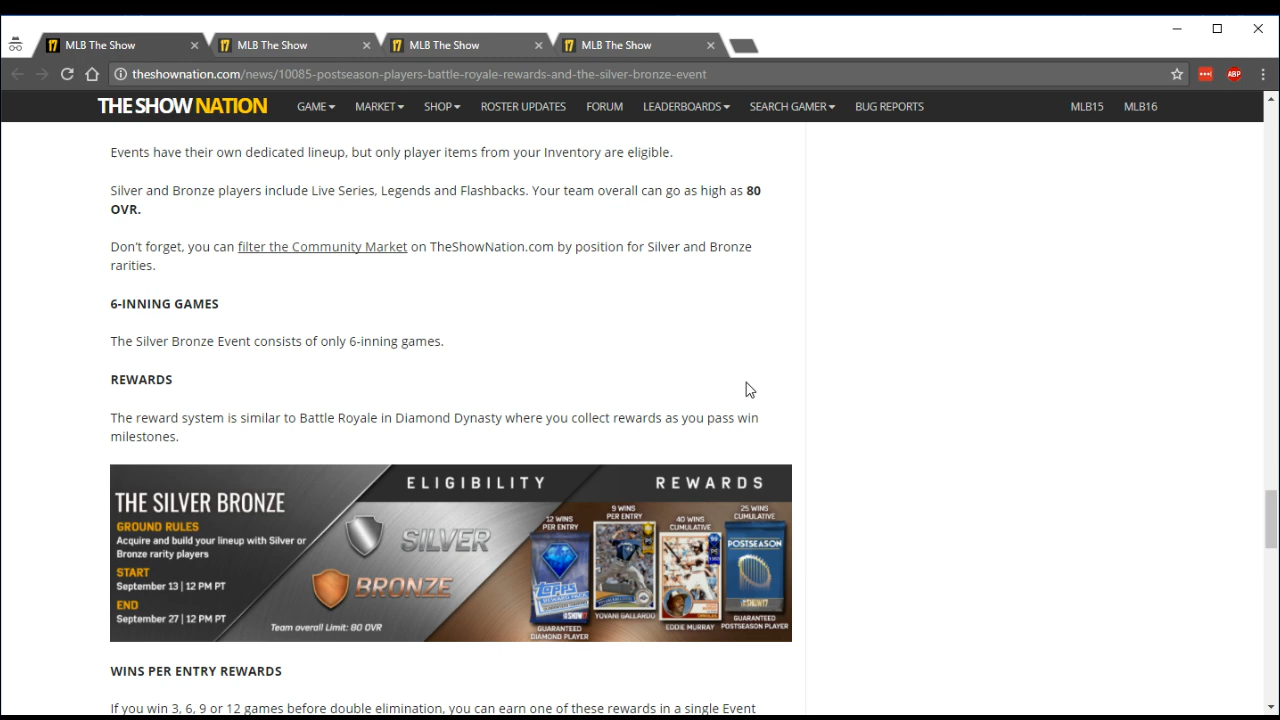 MLB The Show
MLB The Show
MLB The Show
MLB The Show
theshownation.com/news/10085-postseason-players-battle-royale-rewards-and-the-silver-bronze-event
ABP
THE SHOW NATION
GAME
MARKET
SHOP
ROSTER UPDATES
FORUM
LEADERBOARDS
SEARCH GAMER
BUG REPORTS
MLB15
MLB16
Events have their own dedicated lineup, but only player items from your Inventory are eligible.
Silver and Bronze players include Live Series, Legends and Flashbacks. Your team overall can go as high as 80
OVR.
Don't forget, you can filter the Community Market on TheShowNation.com by position for Silver and Bronze
rarities.
6-INNING GAMES
The Silver Bronze Event consists of only 6-inning games.
REWARDS
The reward system is similar to Battle Royale in Diamond Dynasty where you collect rewards as you pass win
milestones.
ELIGIBILITY
REWARDS
THE SILVER BRONZE
GROUND RULES
Acquire and build your lineup with Silver or
Bronze rarity players
START
September 13 | 12 PM PT
END
September 27 | 12 PM PT
SILVER
BRONZE
Team overall Limit: 80 OVR
12 WINS
PER ENTRY
topps
GUARANTEED
DIAMOND PLAYER
9 WINS
PER ENTRY
YOVANI GALLARDO
40 WINS
CUMULATIVE
EDDIE MURRAY
25 WINS
CUMULATIVE
POSTSEASON
GUARANTEED
POSTSEASON PLAYER
WINS PER ENTRY REWARDS
If you win 3, 6, 9 or 12 games before double elimination, you can earn one of these rewards in a single Event